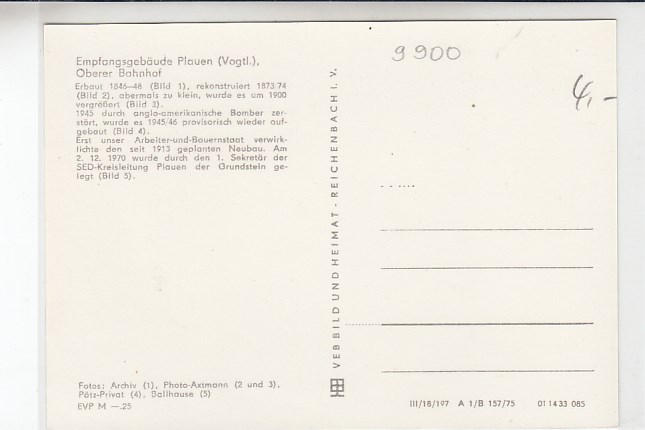 Empfangsgebäude Plauen (Vogtl.),
Oberer Bahnhof
Erbaut 1846–48 (Bild 1), rekonstruiert 1873/74
(Bild 2), abermals zu klein, wurde es um 1900
vergrößert (Bild 3).
1945 durch anglo-amerikanische Bomber zer-
stört, wurde es 1945/46 provisorisch wieder auf-
gebaut (Bild 4).
Erst unser Arbeiter-und-Bauernstaat verwirk-
lichte den seit 1913 geplanten Neubau. Am
2. 12. 1970 wurde durch den 1. Sekretär der
SED-Kreisleitung Plauen der Grundstein ge-
legt (Bild 5).
Fotos: Archiv (1), Photo-Axtmann (2 und 3),
Pötz-Privat (4), Ballhause (5)
EVP M —.25
VEB BILD UND HEIMAT - REICHENBACH I. V.
9900
4,-
III/18/197 A 1/B 157/75 01 14 33 085